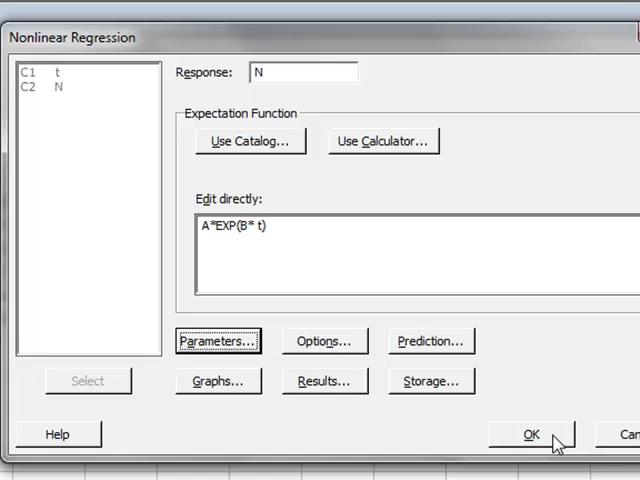 Nonlinear Regression
C1 t
C2 N
Response: N
Expectation Function
Use Catalog...
Use Calculator...
Edit directly:
A*EXP(B* t)
Parameters...
Options...
Prediction...
Select
Graphs...
Results...
Storage...
Help
OK
Can